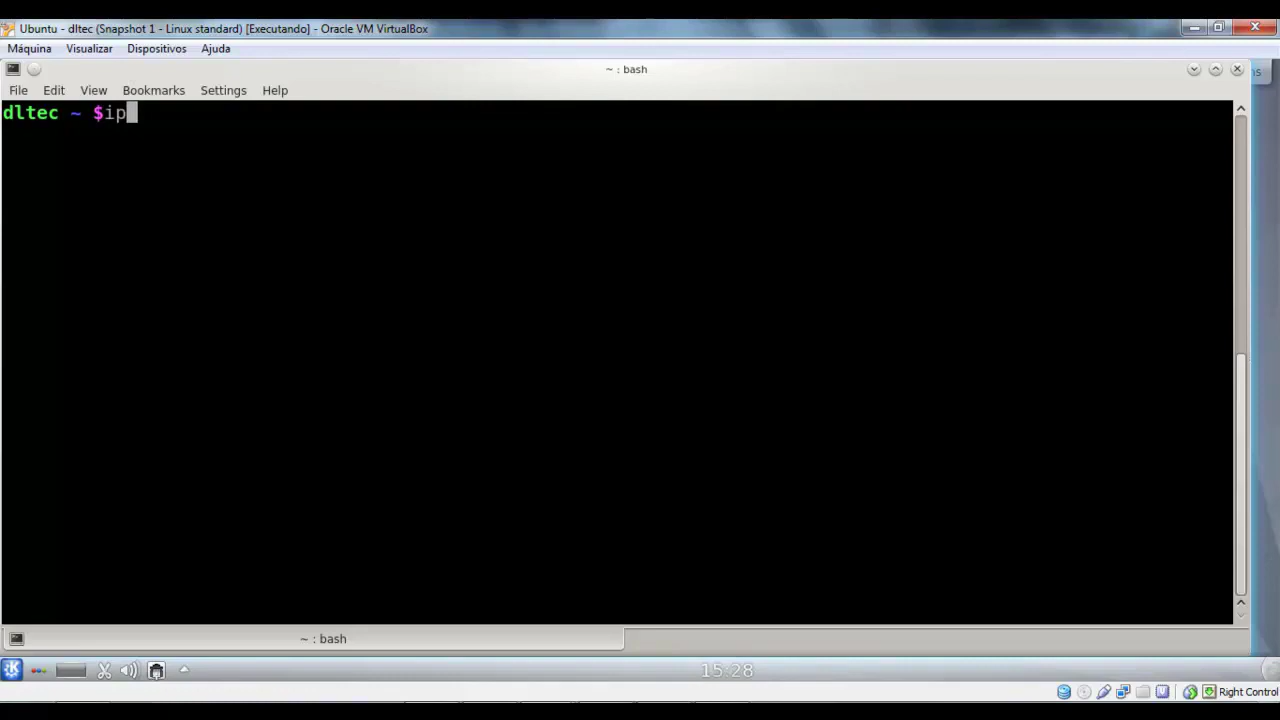 Ubuntu - dltec (Snapshot 1 - Linux standard) [Executando] - Oracle VM VirtualBox
Máquina Visualizar Dispositivos Ajuda
~ : bash
File Edit View Bookmarks Settings Help
dltec ~ $ip
~ : bash
15:28
Right Control